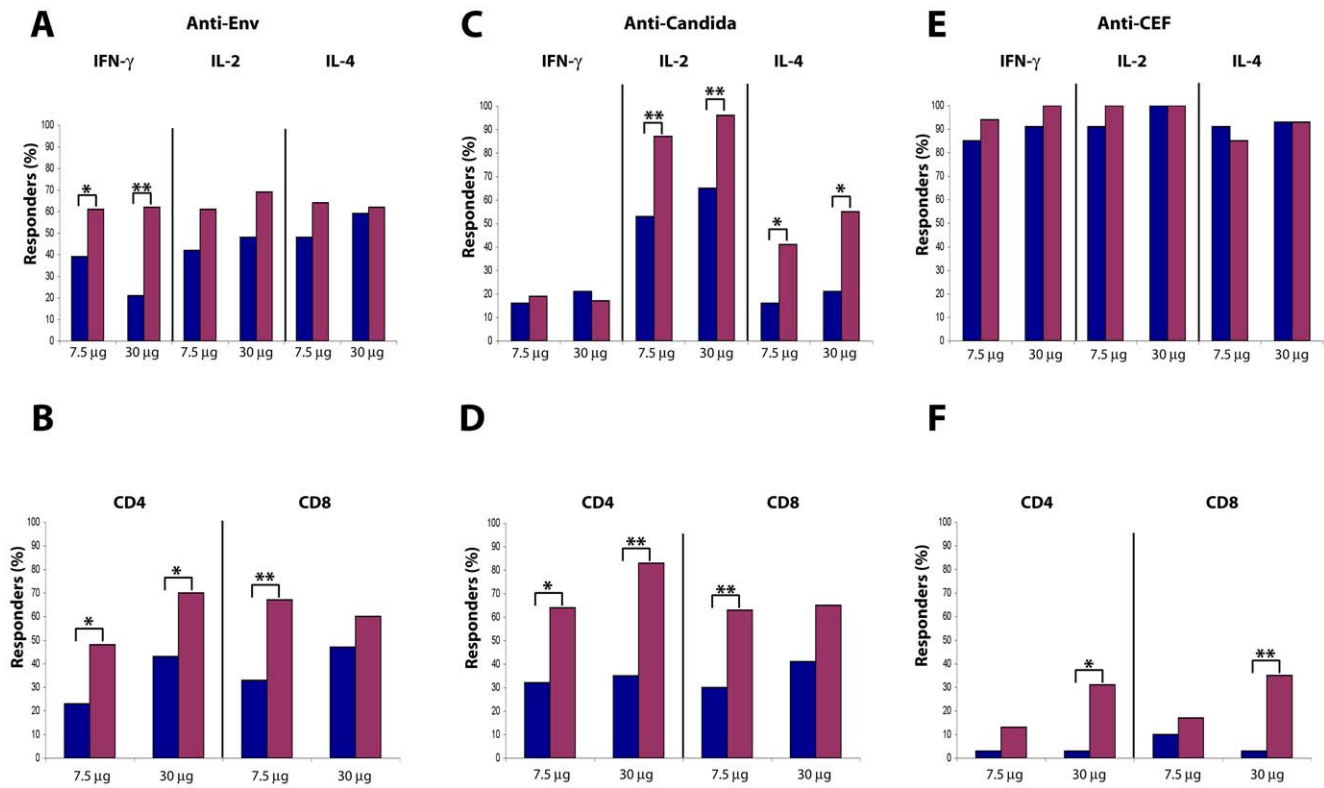 A
Anti-Env
IFN-γ IL-2 IL-4
Responders (%)
100
90
80
70
60
50
40
30
20
10
0
* **
7.5 μg 30 μg 7.5 μg 30 μg 7.5 μg 30 μg
C
Anti-Candida
IFN-γ IL-2 IL-4
Responders (%)
100
90
80
70
60
50
40
30
20
10
0
** ** * *
7.5 μg 30 μg 7.5 μg 30 μg 7.5 μg 30 μg
E
Anti-CEF
IFN-γ IL-2 IL-4
Responders (%)
100
90
80
70
60
50
40
30
20
10
0
7.5 μg 30 μg 7.5 μg 30 μg 7.5 μg 30 μg
B
CD4 CD8
Responders (%)
100
90
80
70
60
50
40
30
20
10
0
* * **
7.5 μg 30 μg 7.5 μg 30 μg
D
CD4 CD8
Responders (%)
100
90
80
70
60
50
40
30
20
10
0
* ** **
7.5 μg 30 μg 7.5 μg 30 μg
F
CD4 CD8
Responders (%)
100
90
80
70
60
50
40
30
20
10
0
* **
7.5 μg 30 μg 7.5 μg 30 μg